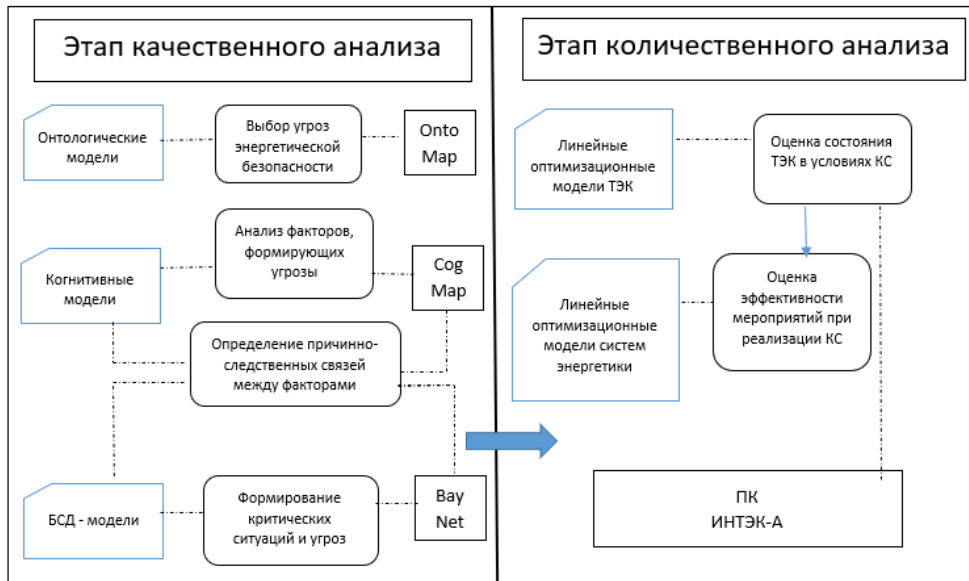 Этап качественного анализа
Онтологические
модели
Выбор угроз
энергетической
безопасности
Onto
Map
Когнитивные
модели
Анализ факторов,
формирующих
угрозы
Cog
Map
Определение причинно-
следственных связей
между факторами
БСД - модели
Формирование
критических
ситуаций и угроз
Bay
Net
Этап количественного анализа
Линейные
оптимизационные
модели ТЭК
Оценка состояния
ТЭК в условиях КС
Линейные
оптимизационные
модели систем
энергетики
Оценка
эффективности
мероприятий при
реализации КС
ПК
ИНТЭК-А